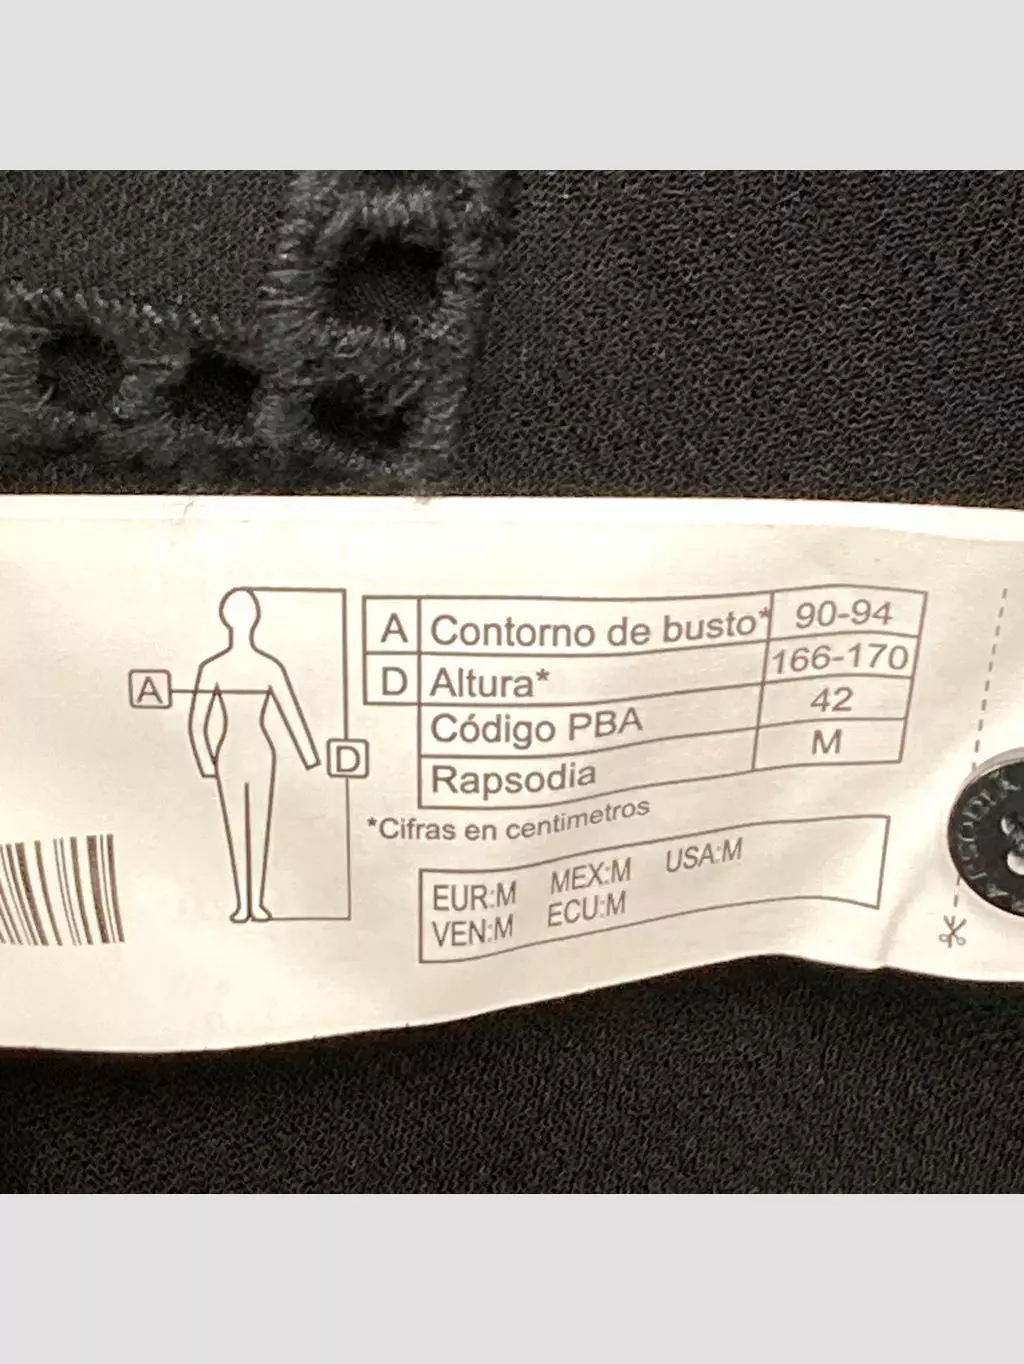 A Contorno de busto* 90-94
D Altura* 166-170
Código PBA 42
Rapsodia M
*Cifras en centimetros
A
D
EUR:M MEX:M USA:M
VEN:M ECU:M